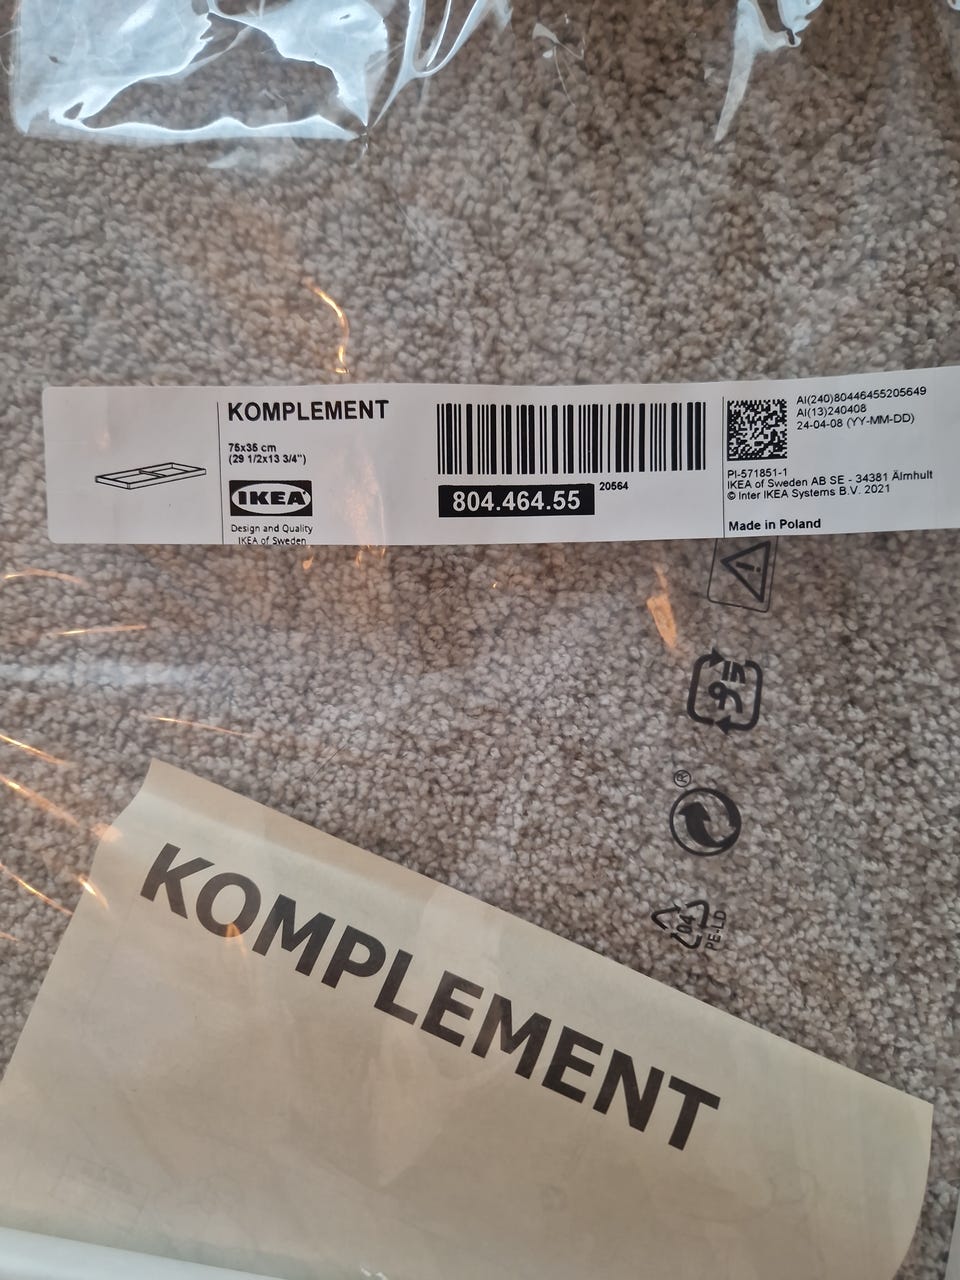 KOMPLEMENT
75x35 cm
(29 1/2x13 3/4")
IKEA
Design and Quality
IKEA of Sweden
804.464.55
20564
AI(240)80446455205649
AI(13)240408
24-04-08 (YY-MM-DD)
PI-571851-1
IKEA of Sweden AB SE - 34381 Älmhult
© Inter IKEA Systems B.V. 2021
Made in Poland
®
04
PE-LD
KOMPLEMENT